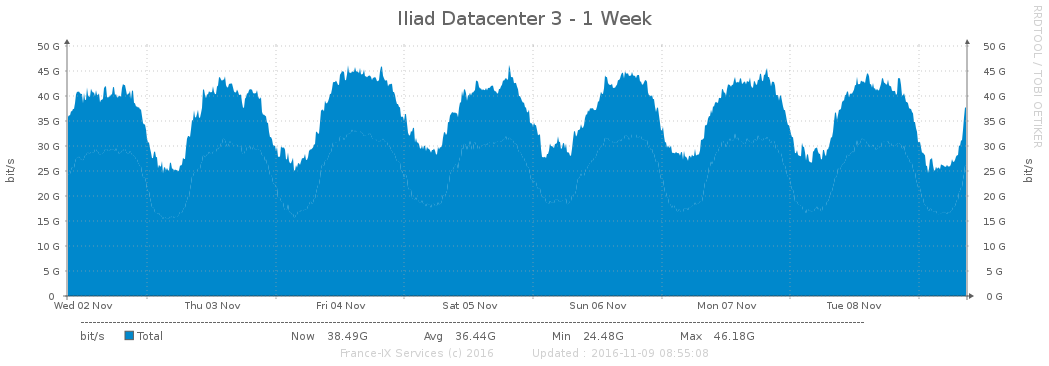 Iliad Datacenter 3 - 1 Week
RRDTOOL / TOBI OETIKER
50 G 50 G
45 G 45 G
40 G 40 G
35 G 35 G
30 G 30 G
25 G 25 G
20 G 20 G
15 G 15 G
10 G 10 G
5 G 5 G
0 0 G
bit/s bit/s
Wed 02 Nov Thu 03 Nov Fri 04 Nov Sat 05 Nov Sun 06 Nov Mon 07 Nov Tue 08 Nov
bit/s Total Now 38.49G Avg 36.44G Min 24.48G Max 46.18G
France-IX Services (c) 2016 Updated : 2016-11-09 08:55:08